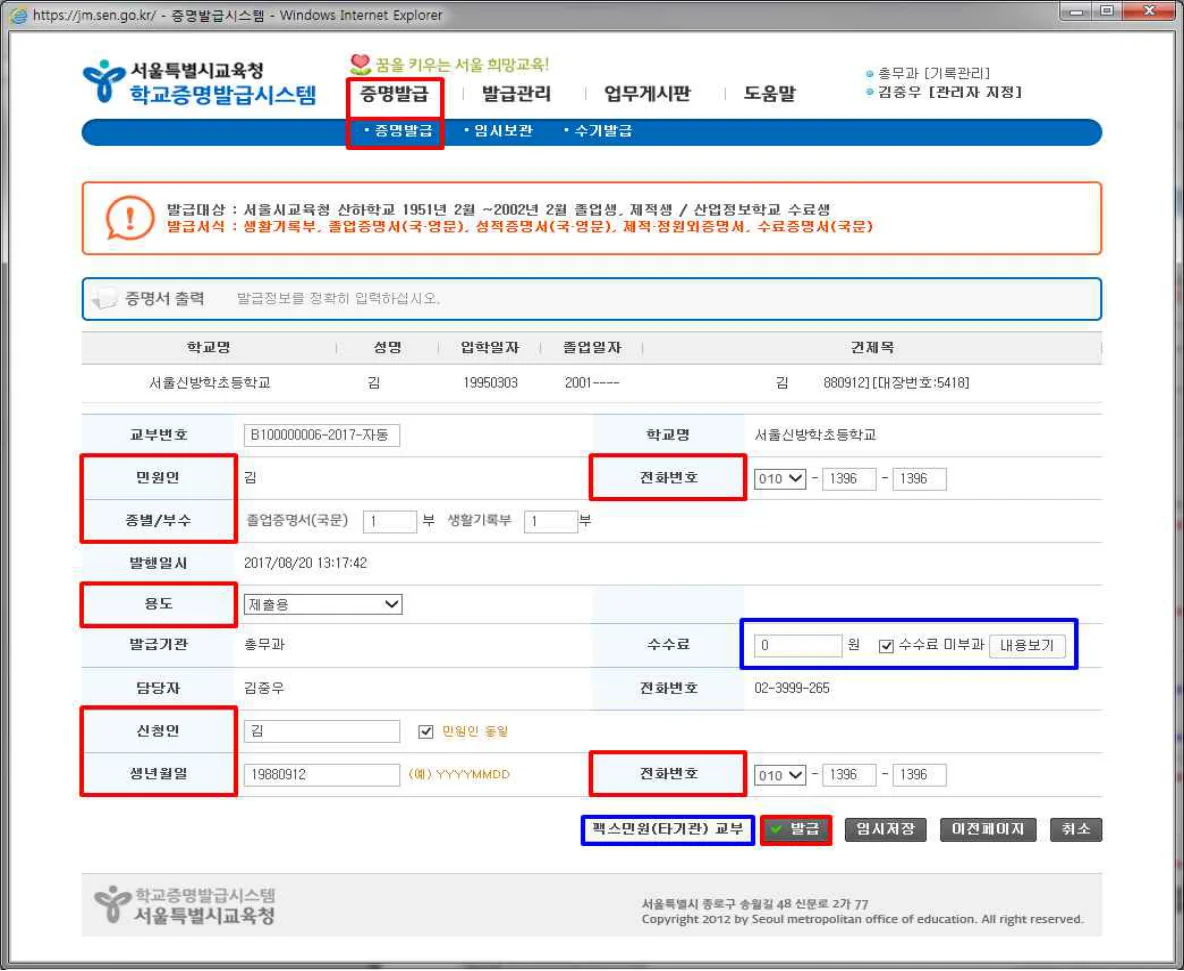 https://jm.sen.go.kr/ - 증명발급시스템 - Windows Internet Explorer
서울특별시교육청
학교증명발급시스템
꿈을 키우는 서울 희망교육!
증명발급 발급관리 업무게시판 도움말
총무과 [기록관리]
김중우 [관리자 지정]
· 증명발급 · 임시보관 · 수기발급
발급대상 : 서울시교육청 산하학교 1951년 2월 ~2002년 2월 졸업생, 제적생 / 산업정보학교 수료생
발급서식 : 생활기록부, 졸업증명서(국·영문), 성적증명서(국·영문), 제적·정원외증명서, 수료증명서(국문)
증명서 출력 발급정보를 정확히 입력하십시오.
학교명 성명 입학일자 졸업일자 건제목
서울신방학초등학교 김 19950303 2001---- 김 880912][대장번호:5418]
교부번호 B100000006-2017-자동 학교명 서울신방학초등학교
민원인 김 전화번호 010 - 1396 - 1396
종별/부수 졸업증명서(국문) 1 부 생활기록부 1 부
발행일시 2017/08/20 13:17:42
용도 제출용
발급기관 총무과 수수료 0 원 수수료 미부과 내용보기
담당자 김중우 전화번호 02-3999-265
신청인 김 민원인 동일
생년월일 19880912 (예) YYYYMMDD 전화번호 010 - 1396 - 1396
팩스민원(타기관) 교부 발급 임시저장 이전페이지 취소
학교증명발급시스템
서울특별시교육청
서울특별시 종로구 송월길 48 신문로 2가 77
Copyright 2012 by Seoul metropolitan office of education. All right reserved.